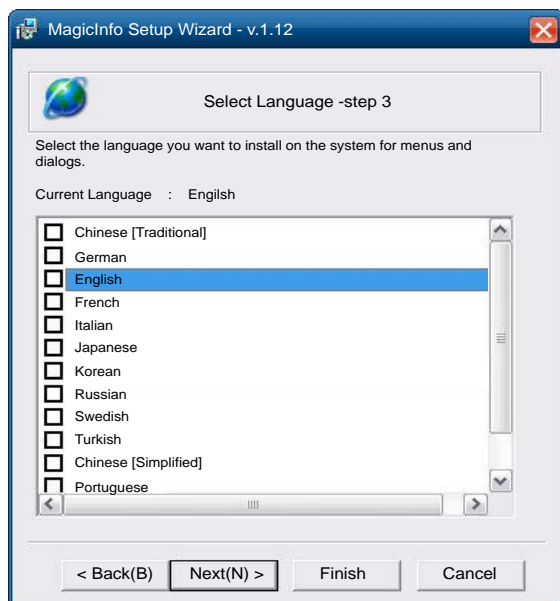 MagicInfo Setup Wizard - v.1.12
Select Language -step 3
Select the language you want to install on the system for menus and
dialogs.
Current Language : Engilsh
Chinese [Traditional]
German
English
French
Italian
Japanese
Korean
Russian
Swedish
Turkish
Chinese [Simplified]
Portuguese
< Back(B) Next(N) > Finish Cancel